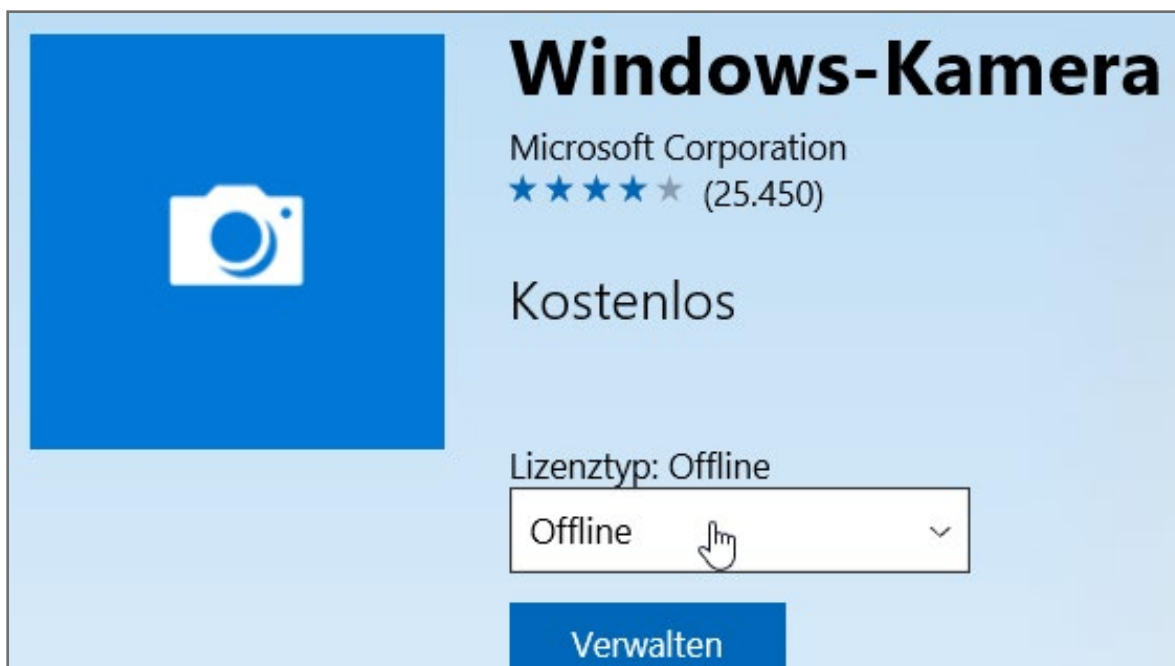 Windows-Kamera
Microsoft Corporation
(25.450)
Kostenlos
Lizenztyp: Offline
Offline
Verwalten